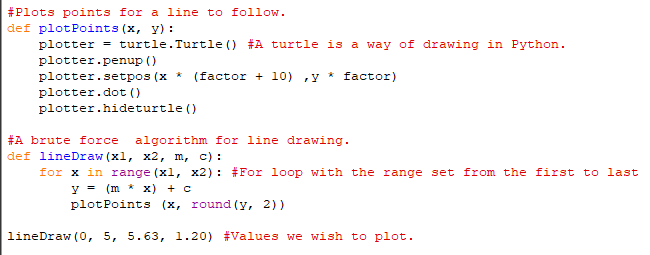 #Plots points for a line to follow.
def plotPoints(x, y):
    plotter = turtle.Turtle() #A turtle is a way of drawing in Python.
    plotter.penup()
    plotter.setpos(x * (factor + 10) ,y * factor)
    plotter.dot()
    plotter.hideturtle()

#A brute force  algorithm for line drawing.
def lineDraw(x1, x2, m, c):
    for x in range(x1, x2): #For loop with the range set from the first to last
        y = (m * x) + c
        plotPoints (x, round(y, 2))

lineDraw(0, 5, 5.63, 1.20) #Values we wish to plot.